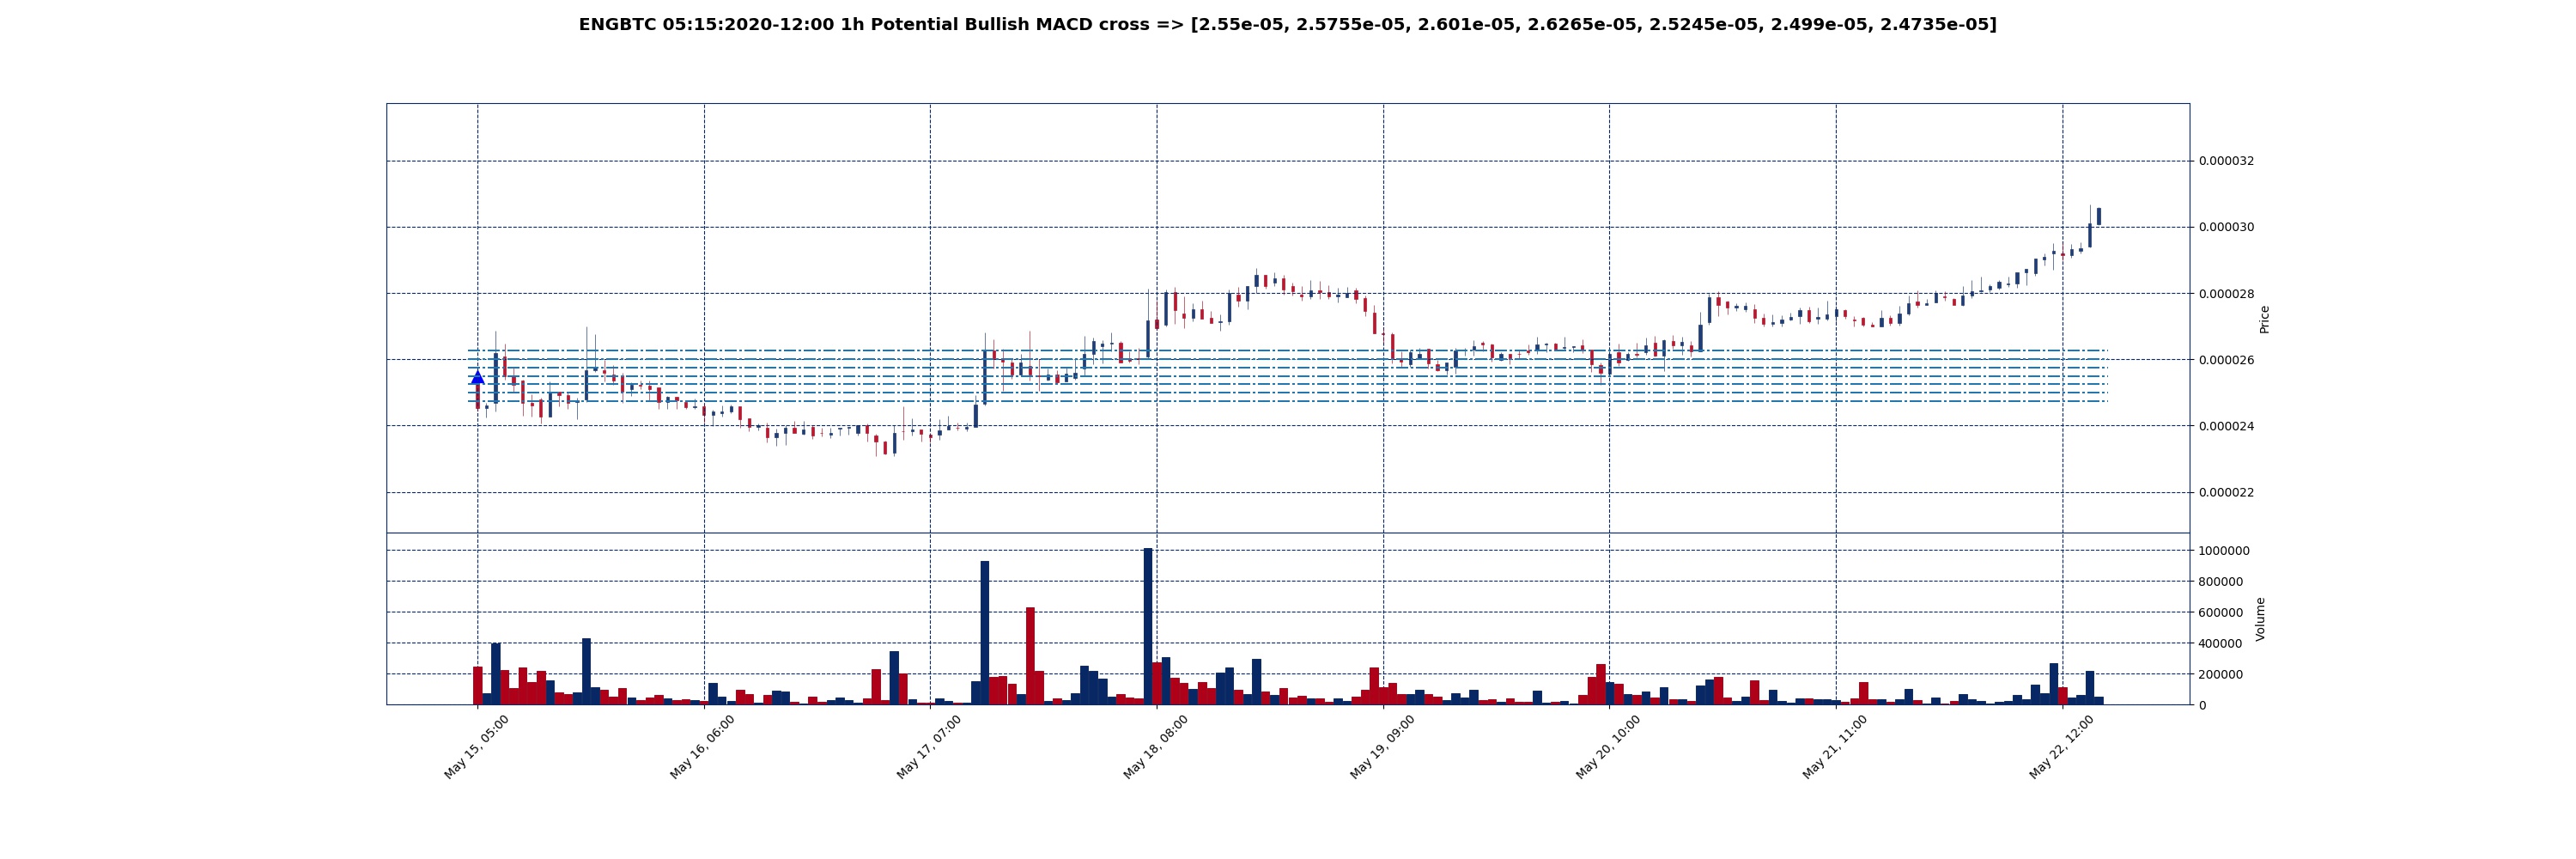 ENGBTC 05:15:2020-12:00 1h Potential Bullish MACD cross => [2.55e-05, 2.5755e-05, 2.601e-05, 2.6265e-05, 2.5245e-05, 2.499e-05, 2.4735e-05]
0.000032
0.000030
0.000028
0.000026
0.000024
0.000022
Price
1000000
800000
600000
400000
200000
0
Volume
May 15, 05:00
May 16, 06:00
May 17, 07:00
May 18, 08:00
May 19, 09:00
May 20, 10:00
May 21, 11:00
May 22, 12:00